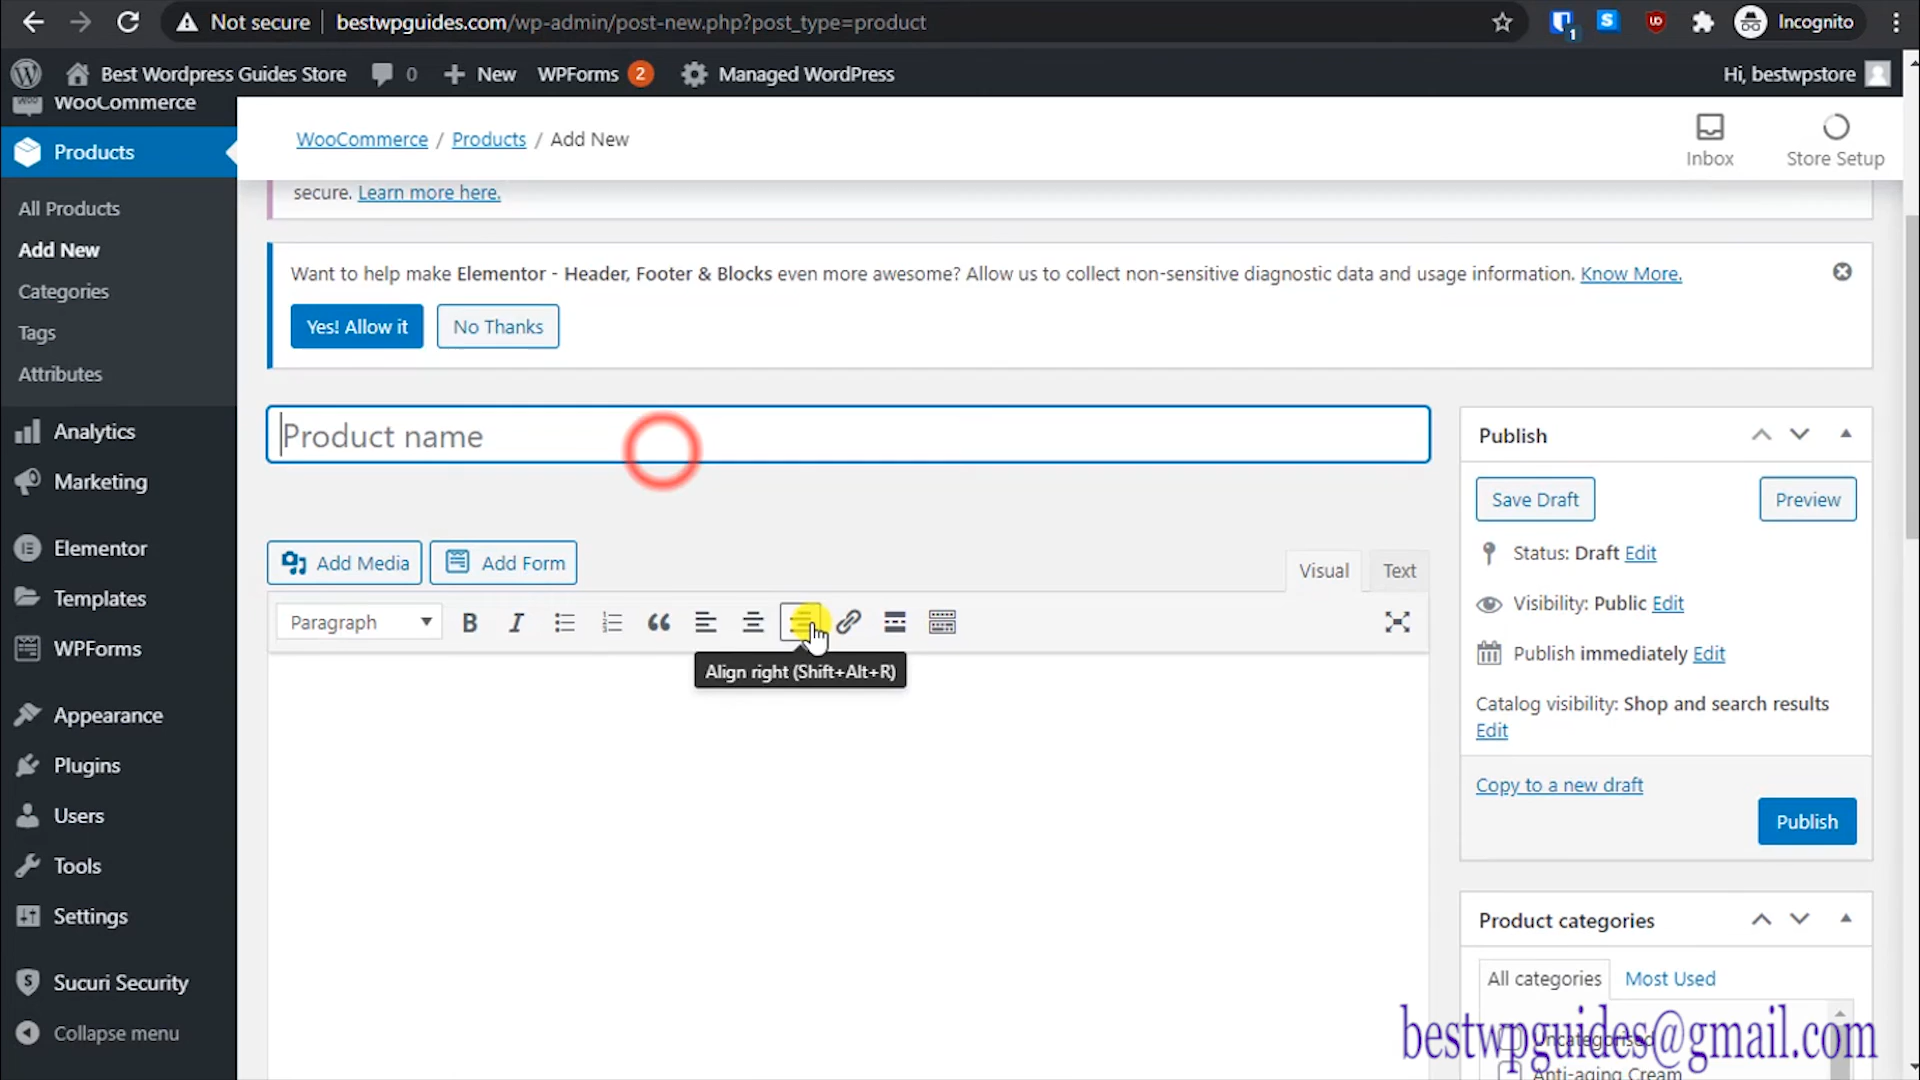 Not secure | bestwpguides.com/wp-admin/post-new.php?post_type=product
1
Incognito
Best Wordpress Guides Store 0 New WPForms 2 Managed WordPress Hi, bestwpstore
WooCommerce
Products
All Products
Add New
Categories
Tags
Attributes
Analytics
Marketing
Elementor
Templates
WPForms
Appearance
Plugins
Users
Tools
Settings
Sucuri Security
Collapse menu
WooCommerce / Products / Add New
Inbox
Store Setup
secure. Learn more here.
Want to help make Elementor - Header, Footer & Blocks even more awesome? Allow us to collect non-sensitive diagnostic data and usage information. Know More.
Yes! Allow it No Thanks
Product name
Add Media Add Form
Visual Text
Paragraph B I
Align right (Shift+Alt+R)
Publish
Save Draft Preview
Status: Draft Edit
Visibility: Public Edit
Publish immediately Edit
Catalog visibility: Shop and search results
Edit
Copy to a new draft
Publish
Product categories
All categories Most Used
Uncategorised
Anti-aging Cream
bestwpguides@gmail.com